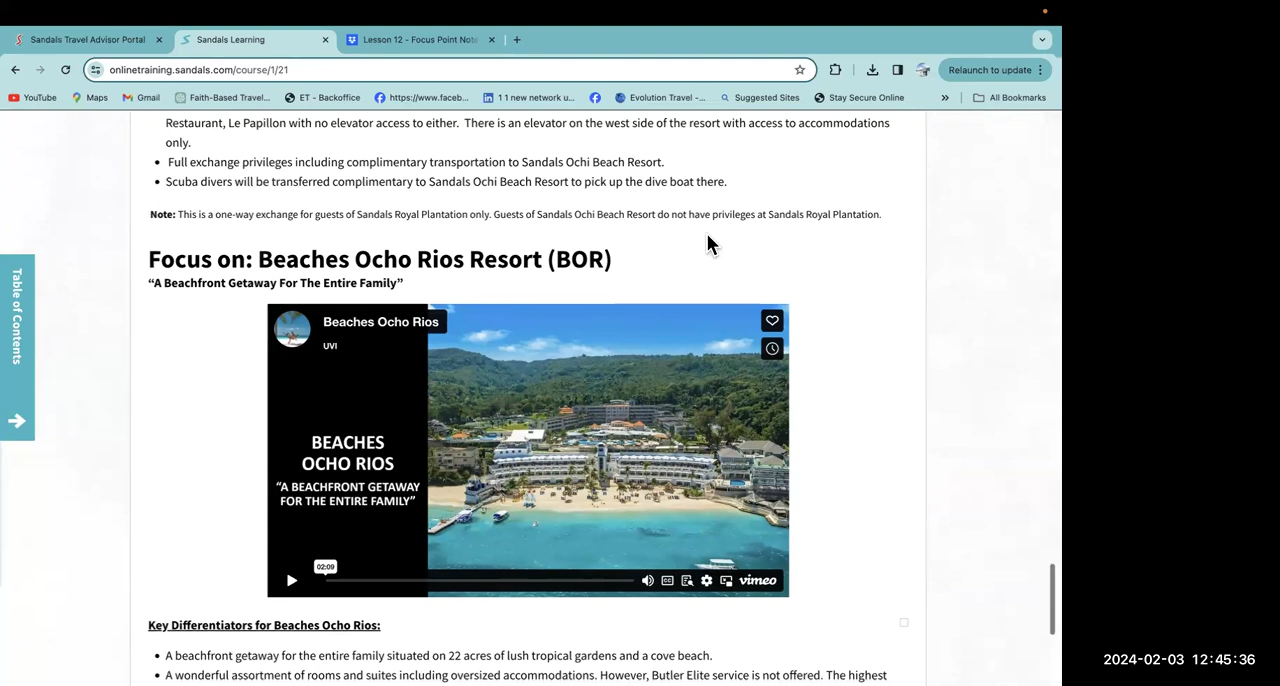 Sandals Travel Advisor Portal
Sandals Learning
Lesson 12 - Focus Point Not
onlinetraining.sandals.com/course/1/21
Relaunch to update
YouTube
Maps
Gmail
Faith-Based Travel...
ET - Backoffice
https://www.faceb...
1 1 new network u...
Evolution Travel -...
Suggested Sites
Stay Secure Online
»
All Bookmarks
Restaurant, Le Papillon with no elevator access to either. There is an elevator on the west side of the resort with access to accommodations
only.
• Full exchange privileges including complimentary transportation to Sandals Ochi Beach Resort.
• Scuba divers will be transferred complimentary to Sandals Ochi Beach Resort to pick up the dive boat there.
Note: This is a one-way exchange for guests of Sandals Royal Plantation only. Guests of Sandals Ochi Beach Resort do not have privileges at Sandals Royal Plantation.
Table of Contents
Focus on: Beaches Ocho Rios Resort (BOR)
“A Beachfront Getaway For The Entire Family”
Beaches Ocho Rios
UVI
BEACHES
OCHO RIOS
“A BEACHFRONT GETAWAY
FOR THE ENTIRE FAMILY”
02:09
CC
vimeo
Key Differentiators for Beaches Ocho Rios:
• A beachfront getaway for the entire family situated on 22 acres of lush tropical gardens and a cove beach.
• A wonderful assortment of rooms and suites including oversized accommodations. However, Butler Elite service is not offered. The highest
2024-02-03 12:45:36